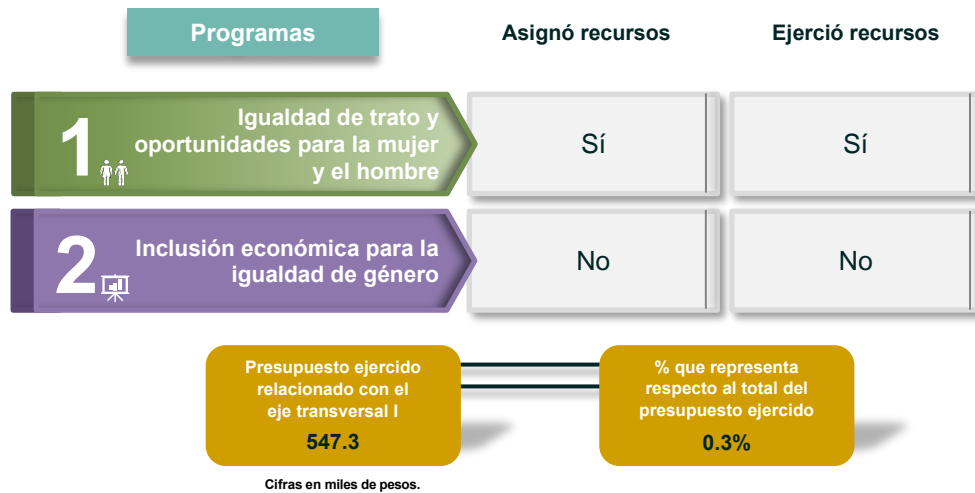 Programas
Asignó recursos
Ejerció recursos
1
Igualdad de trato y
oportunidades para la mujer
y el hombre
Sí
Sí
2
Inclusión económica para la
igualdad de género
No
No
Presupuesto ejercido
relacionado con el
eje transversal I
547.3
% que representa
respecto al total del
presupuesto ejercido
0.3%
Cifras en miles de pesos.